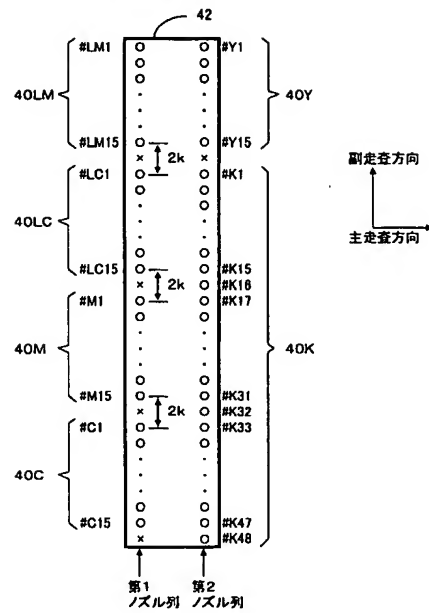 42
#LM1 #Y1
40LM 40Y
#LM15 #Y15
× ×
2k
#LC1 #K1
副走査方向
40LC
主走査方向
#LC15 #K15
× #K16
2k
#M1 #K17
40M 40K
#M15 #K31
× #K32
2k
#C1 #K33
40C
#C15 #K47
× #K48
第1 第2
ノズル列 ノズル列